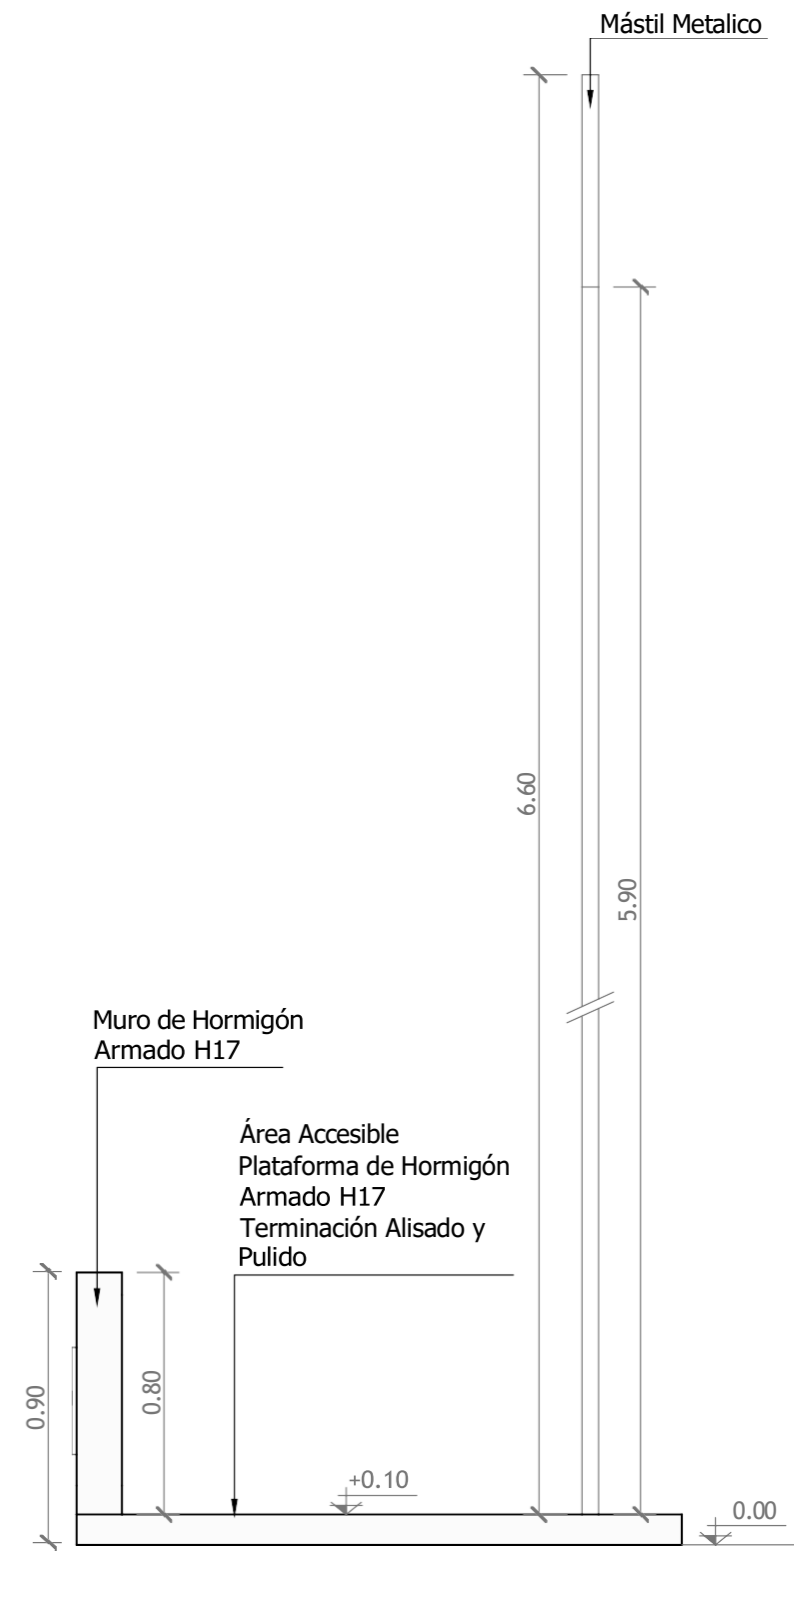 Mástil Metalico
6.60
5.90
Muro de Hormigón
Armado H17
Área Accesible
Plataforma de Hormigón
Armado H17
Terminación Alisado y
Pulido
0.90
0.80
+0.10
0.00